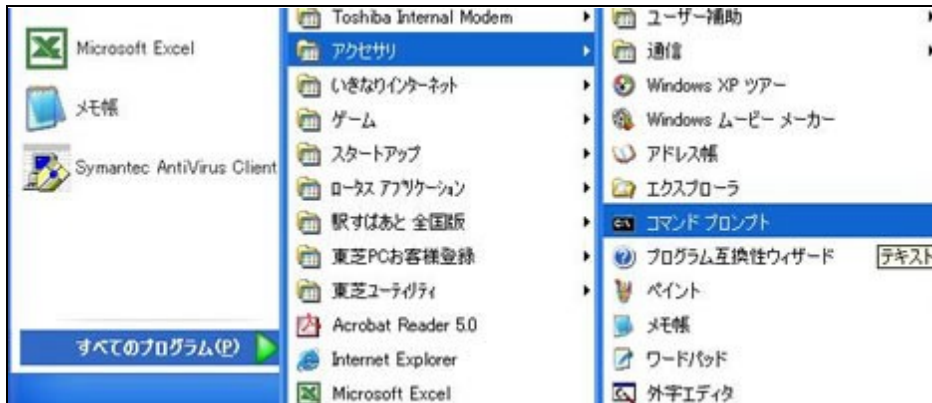 Microsoft Excel
メモ帳
Symantec AntiVirus Client
すべてのプログラム(P)
Toshiba Internal Modem
アクセサリ
いきなりインターネット
ゲーム
スタートアップ
ロータス アプリケーション
駅すぱあと 全国版
東芝PCお客様登録
東芝ユーティリティ
Acrobat Reader 5.0
Internet Explorer
Microsoft Excel
ユーザー補助
通信
Windows XP ツアー
Windows ムービー メーカー
アドレス帳
エクスプローラ
コマンド プロンプト
プログラム互換性ウィザード
テキスト
ペイント
メモ帳
ワードパッド
外字エディタ